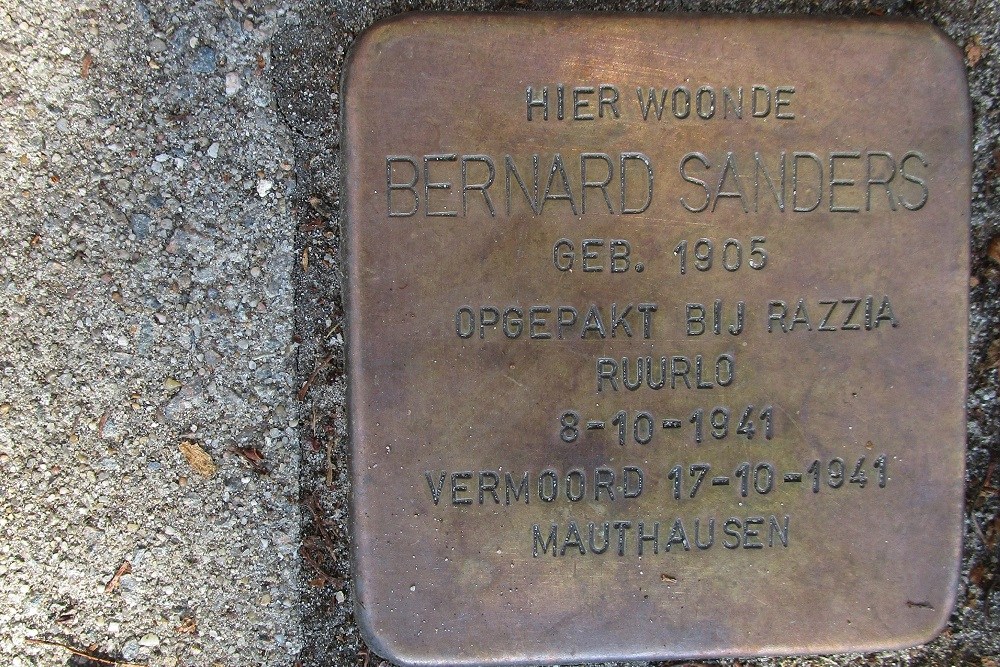 HIER WOONDE
BERNARD SANDERS
GEB. 1905
OPGEPAKT BIJ RAZZIA
RUURLO
8-10-1941
VERMOORD 17-10-1941
MAUTHAUSEN